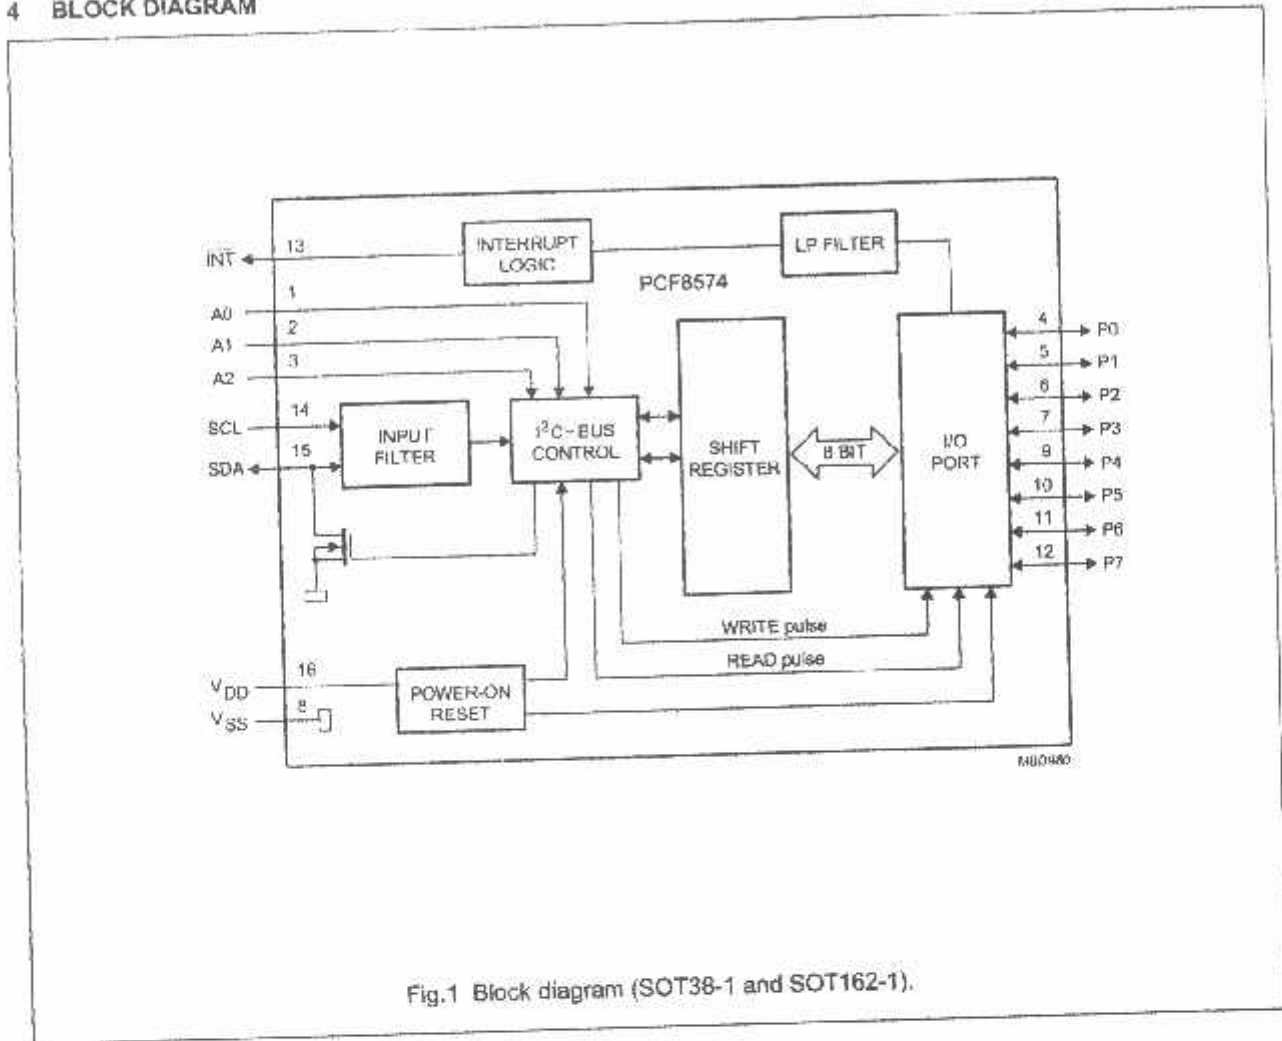 4 BLOCK DIAGRAM
INT 13 INTERRUPT LOGIC LP FILTER
PCF8574
A0 1
A1 2
A2 3
SCL 14
SDA 15
INPUT FILTER
I²C-BUS CONTROL
SHIFT REGISTER
8 BIT
I/O PORT
4 P0
5 P1
6 P2
7 P3
9 P4
10 P5
11 P6
12 P7
WRITE pulse
READ pulse
VDD 16
VSS 8
POWER-ON RESET
MBD980
Fig.1 Block diagram (SOT38-1 and SOT162-1).